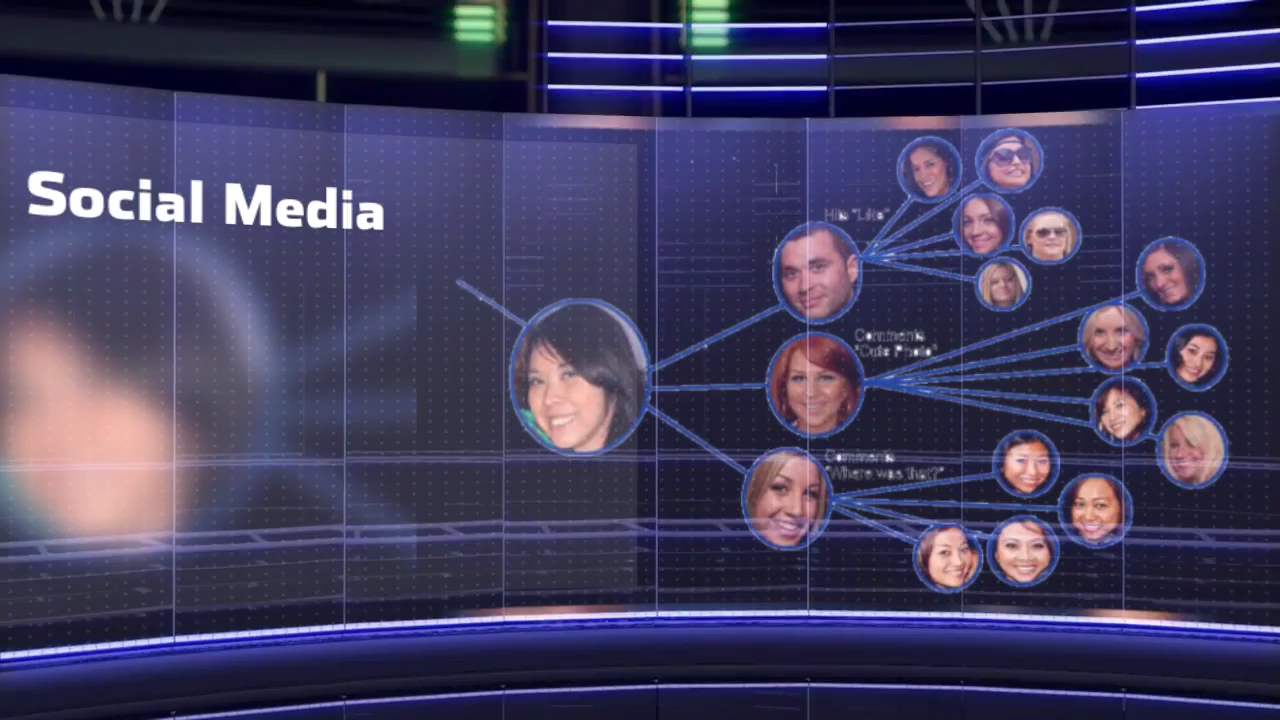 Social Media
Hits "Like"
Comments
"Cute Photo"
Comments
"Where was that?"